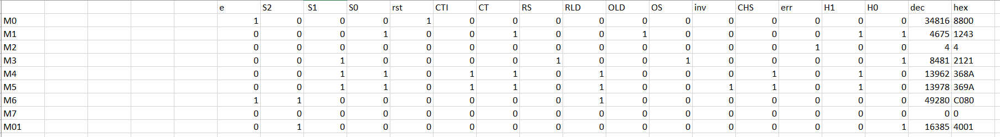 e S2 S1 S0 rst CTI CT RS RLD OLD OS inv CHS err H1 H0 dec hex
M0 1 0 0 0 1 0 0 0 0 0 0 0 0 0 0 0 34816 8800
M1 0 0 0 1 0 0 1 0 0 1 0 0 0 0 1 1 4675 1243
M2 0 0 0 0 0 0 0 0 0 0 0 0 0 1 0 0 4 4
M3 0 0 1 0 0 0 0 1 0 0 1 0 0 0 0 1 8481 2121
M4 0 0 1 1 0 1 1 0 1 0 0 0 1 0 1 0 13962 368A
M5 0 0 1 1 0 1 1 0 1 0 0 1 1 0 1 0 13978 369A
M6 1 1 0 0 0 0 0 0 1 0 0 0 0 0 0 0 49280 C080
M7 0 0 0 0 0 0 0 0 0 0 0 0 0 0 0 0 0 0
M01 0 1 0 0 0 0 0 0 0 0 0 0 0 0 0 1 16385 4001